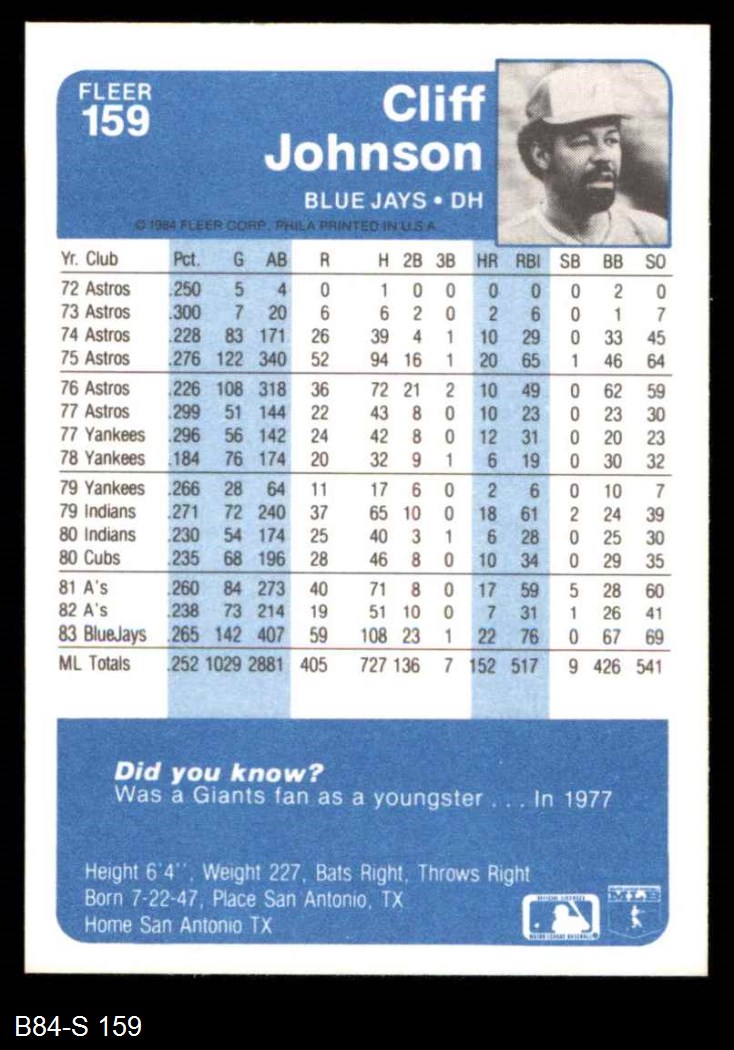 FLEER
159
Cliff
Johnson
BLUE JAYS • DH
© 1984 FLEER CORP. PHILA PRINTED IN U.S.A.
Yr. Club Pct. G AB R H 2B 3B HR RBI SB BB SO
72 Astros .250 5 4 0 1 0 0 0 0 0 2 0
73 Astros .300 7 20 6 6 2 0 2 6 0 1 7
74 Astros .228 83 171 26 39 4 1 10 29 0 33 45
75 Astros .276 122 340 52 94 16 1 20 65 1 46 64
76 Astros .226 108 318 36 72 21 2 10 49 0 62 59
77 Astros .299 51 144 22 43 8 0 10 23 0 23 30
77 Yankees .296 56 142 24 42 8 0 12 31 0 20 23
78 Yankees .184 76 174 20 32 9 1 6 19 0 30 32
79 Yankees .266 28 64 11 17 6 0 2 6 0 10 7
79 Indians .271 72 240 37 65 10 0 18 61 2 24 39
80 Indians .230 54 174 25 40 3 1 6 28 0 25 30
80 Cubs .235 68 196 28 46 8 0 10 34 0 29 35
81 A's .260 84 273 40 71 8 0 17 59 5 28 60
82 A's .238 73 214 19 51 10 0 7 31 1 26 41
83 BlueJays .265 142 407 59 108 23 1 22 76 0 67 69
ML Totals .252 1029 2881 405 727 136 7 152 517 9 426 541
Did you know?
Was a Giants fan as a youngster . . . In 1977
Height 6'4'', Weight 227, Bats Right, Throws Right
Born 7-22-47, Place San Antonio, TX
Home San Antonio TX
B84-S 159